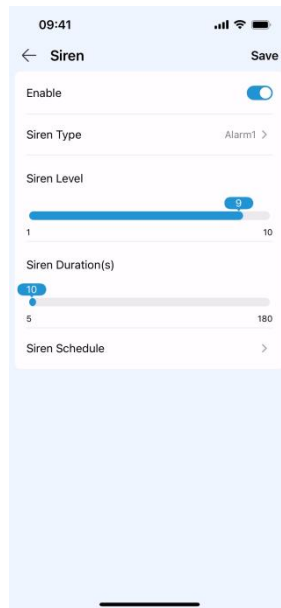 09:41
Siren Save
Enable
Siren Type Alarm1
Siren Level
9
1 10
Siren Duration(s)
10
5 180
Siren Schedule